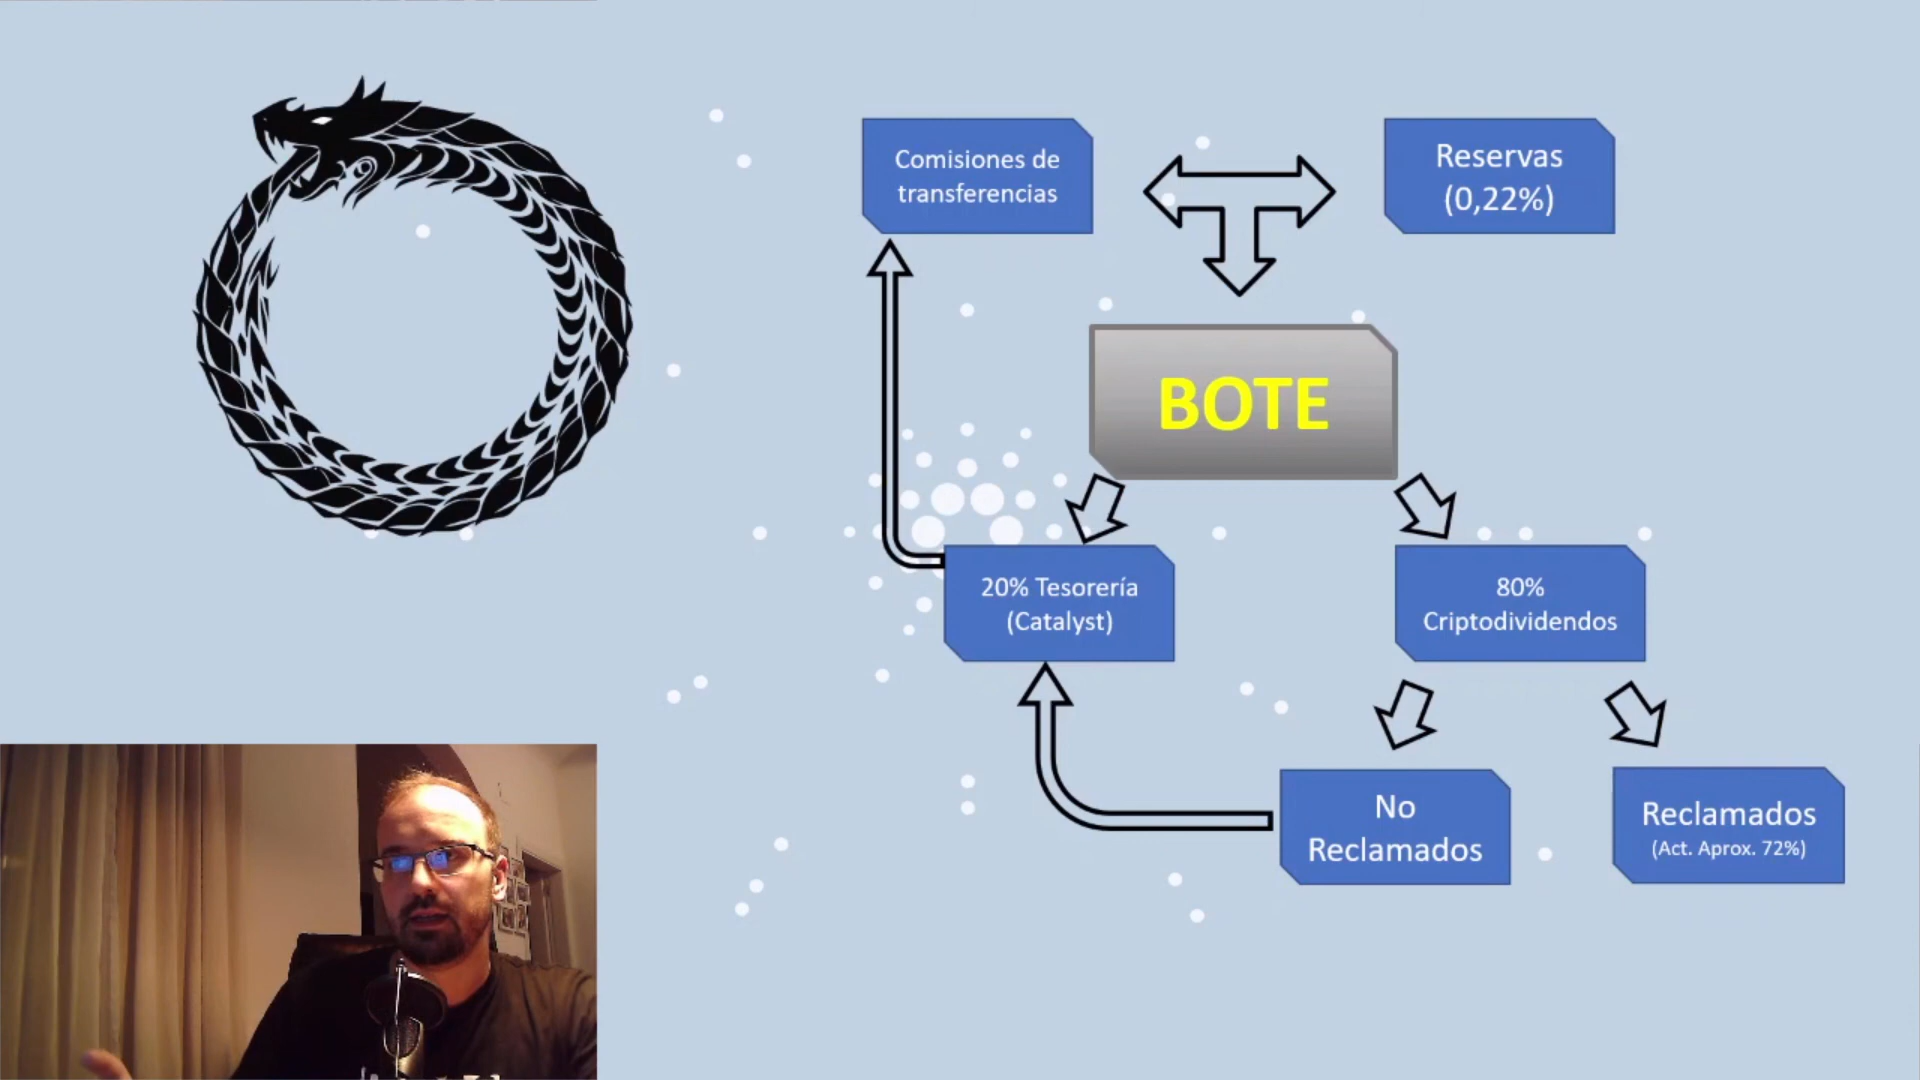 Comisiones de
transferencias
Reservas
(0,22%)
BOTE
20% Tesorería
(Catalyst)
80%
Criptodividendos
No
Reclamados
Reclamados
(Act. Aprox. 72%)